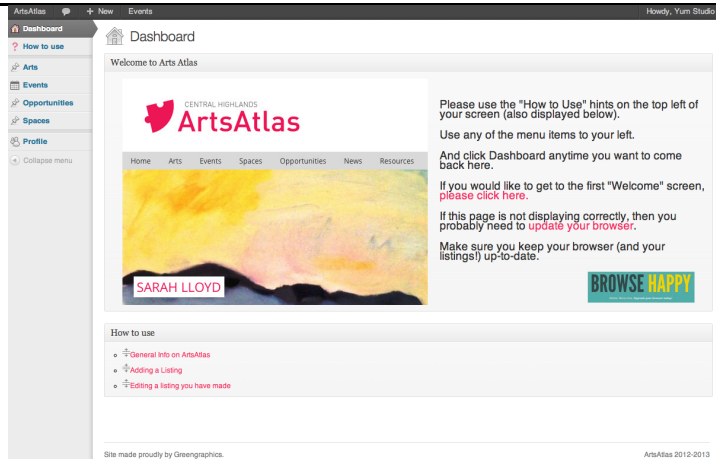 ArtsAtlas + New Events Howdy, Yum Studio
Dashboard
? How to use
Arts
Events
Opportunities
Spaces
Profile
Collapse menu
Dashboard
Welcome to Arts Atlas
CENTRAL HIGHLANDS
ArtsAtlas
Home Arts Events Spaces Opportunities News Resources
SARAH LLOYD
Please use the "How to Use" hints on the top left of
your screen (also displayed below).
Use any of the menu items to your left.
And click Dashboard anytime you want to come
back here.
If you would like to get to the first "Welcome" screen,
please click here.
If this page is not displaying correctly, then you
probably need to update your browser.
Make sure you keep your browser (and your
listings!) up-to-date.
BROWSE HAPPY
How to use
General Info on ArtsAtlas
Adding a Listing
Editing a listing you have made
Site made proudly by Greengraphics. ArtsAtlas 2012-2013